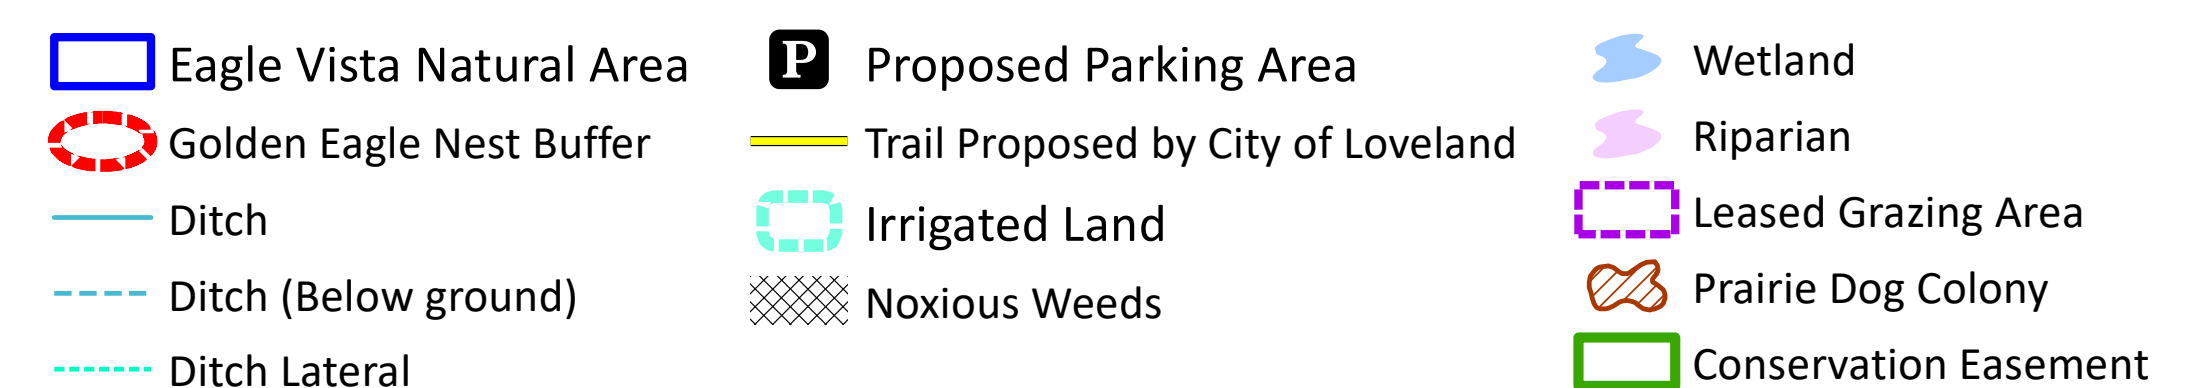 Eagle Vista Natural Area
Golden Eagle Nest Buffer
Ditch
Ditch (Below ground)
Ditch Lateral
P Proposed Parking Area
Trail Proposed by City of Loveland
Irrigated Land
Noxious Weeds
Wetland
Riparian
Leased Grazing Area
Prairie Dog Colony
Conservation Easement